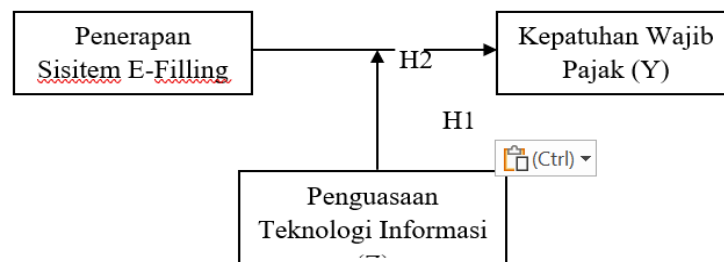 Penerapan
Sisitem E-Filling
Kepatuhan Wajib
Pajak (Y)
H2
H1
(Ctrl)
Penguasaan
Teknologi Informasi